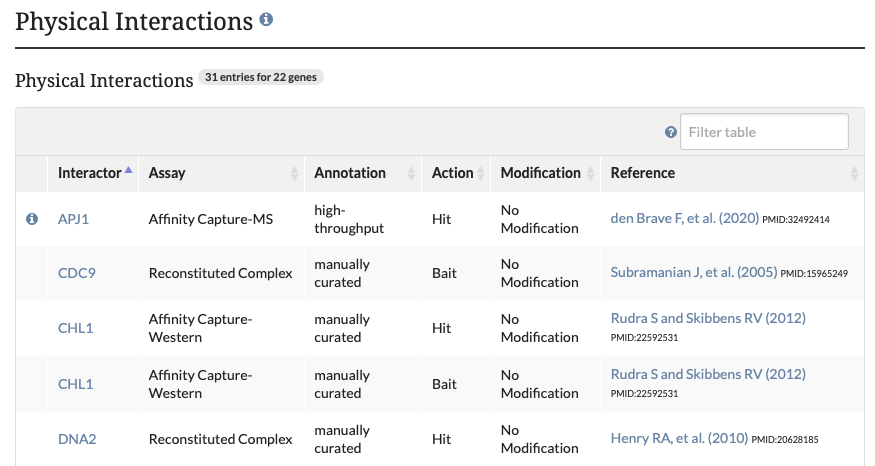 Physical Interactions
Physical Interactions 31 entries for 22 genes
Filter table
Interactor Assay Annotation Action Modification Reference
APJ1 Affinity Capture-MS high-throughput Hit No Modification den Brave F, et al. (2020) PMID:32492414
CDC9 Reconstituted Complex manually curated Bait No Modification Subramanian J, et al. (2005) PMID:15965249
CHL1 Affinity Capture-Western manually curated Hit No Modification Rudra S and Skibbens RV (2012) PMID:22592531
CHL1 Affinity Capture-Western manually curated Bait No Modification Rudra S and Skibbens RV (2012) PMID:22592531
DNA2 Reconstituted Complex manually curated Hit No Modification Henry RA, et al. (2010) PMID:20628185